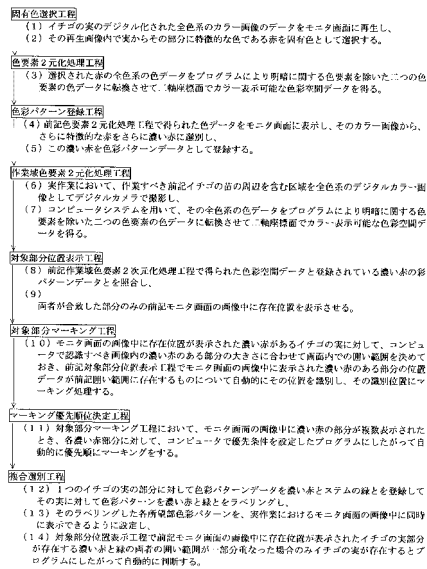 固有色選択工程
(1)イチゴの実のデジタル化された全色系のカラー画像のデータをモニタ画面に再生し、
(2)その再生画像内で実からその部分に特徴的な色である赤を固有色として選択する。
色要素2元化処理工程
(3)選択された赤の全色系の色データをプログラムにより明暗に関する色要素を除いた二つの色
要素の色データに転換させて二軸座標面でカラー表示可能な色彩空間データを得る。
色彩パターン登録工程
(4)前記色要素2元化処理工程で得られた色データをモニタ画面に表示し、そのカラー画像から、
さらに特徴的な赤をさらに濃い赤に選別し、
(5)この濃い赤を色彩パターンデータとして登録する。
作業域色要素2元化処理工程
(6)実作業において、作業すべき前記イチゴの苗の周辺を含む区域を全色系のデジタルカラー画
像としてデジタルカメラで撮影し、
(7)コンピュータシステムを用いて、その全色系の色データをプログラムにより明暗に関する色
要素を除いた二つの色要素の色データに転換させて二軸座標面でカラー表示可能な色彩空間デー
タを得る。
対象部分位置表示工程
(8)前記作業域色要素2次元化処理工程で得られた色彩空間データと登録されている濃い赤の彩
パターンデータとを照合し、
(9)
両者が合致した部分のみの前記モニタ画面の画像中に存在位置を表示させる。
対象部分マーキング工程
(10)モニタ画面の画像中に存在位置が表示された濃い赤があるイチゴの実に対して、コンピュ
ータで認識すべき画像内の濃い赤のある部分の大きさに合わせて画面内での囲い範囲を決めて
おき、前記対象部分位置表示工程でモニタ画面の画像中に表示された濃い赤のある部分の位置
データが前記囲い範囲に存在するものについて自動的にその位置を識別し、その識別位置にマ
ーキング処理する。
マーキング優先順位決定工程
(11)対象部分マーキング工程において、モニタ画面の画像中に濃い赤の部分が複数表示された
とき、各濃い赤部分に対して、コンピュータで優先条件を設定したプログラムにしたがって自
動的に優先順にマーキングをする。
複合選別工程
(12)1つのイチゴの実の部分に対して色彩パターンデータを濃い赤とステムの緑とを登録して
その実に対して色彩パターンを濃い赤と緑とをラベリングし、
(13)そのラベリングした各所望部色彩パターンを、実作業におけるモニタ画面の画像中に同時
に表示できるように設定し、
(14)対象部分位置表示工程で前記モニタ画面の画像中に存在位置が表示されたイチゴの実部分
が存在する濃い赤と緑の両者の囲い範囲が一部分重なった場合のみイチゴの実が存在するとプ
ログラムにしたがって自動的に判断する。